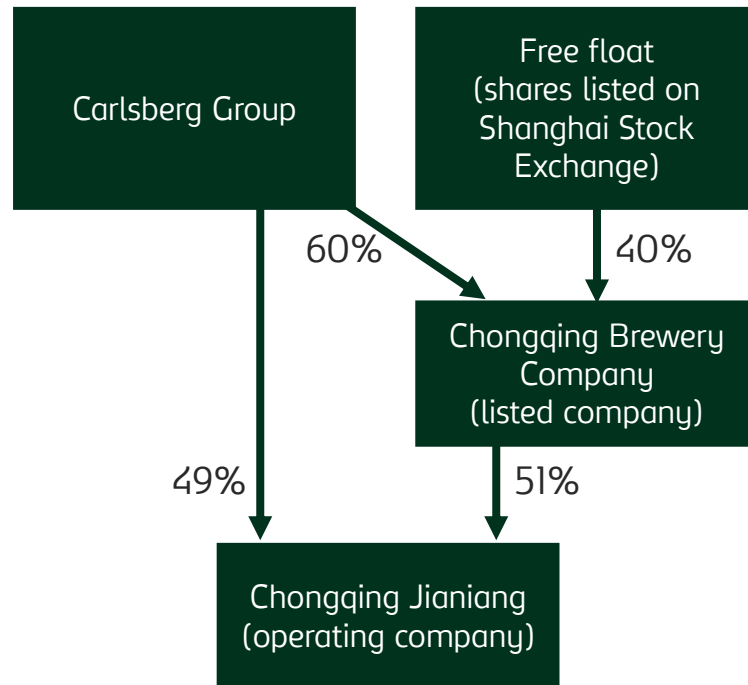 Carlsberg Group
Free float
(shares listed on
Shanghai Stock
Exchange)
60%
40%
Chongqing Brewery
Company
(listed company)
49%
51%
Chongqing Jianiang
(operating company)